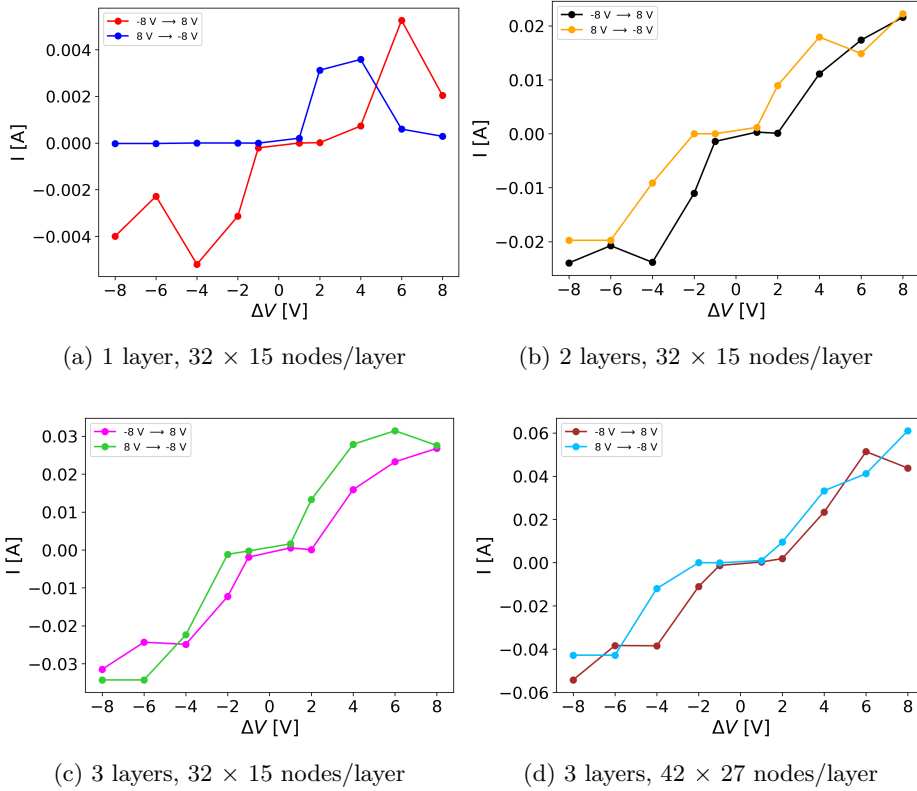 -8 V → 8 V
8 V → -8 V
0.004
0.002
0.000
−0.002
−0.004
I [A]
−8 −6 −4 −2 0 2 4 6 8
ΔV [V]
(a) 1 layer, 32 × 15 nodes/layer
-8 V → 8 V
8 V → -8 V
0.02
0.01
0.00
−0.01
−0.02
I [A]
−8 −6 −4 −2 0 2 4 6 8
ΔV [V]
(b) 2 layers, 32 × 15 nodes/layer
-8 V → 8 V
8 V → -8 V
0.03
0.02
0.01
0.00
−0.01
−0.02
−0.03
I [A]
−8 −6 −4 −2 0 2 4 6 8
ΔV [V]
(c) 3 layers, 32 × 15 nodes/layer
-8 V → 8 V
8 V → -8 V
0.06
0.04
0.02
0.00
−0.02
−0.04
−0.06
I [A]
−8 −6 −4 −2 0 2 4 6 8
ΔV [V]
(d) 3 layers, 42 × 27 nodes/layer